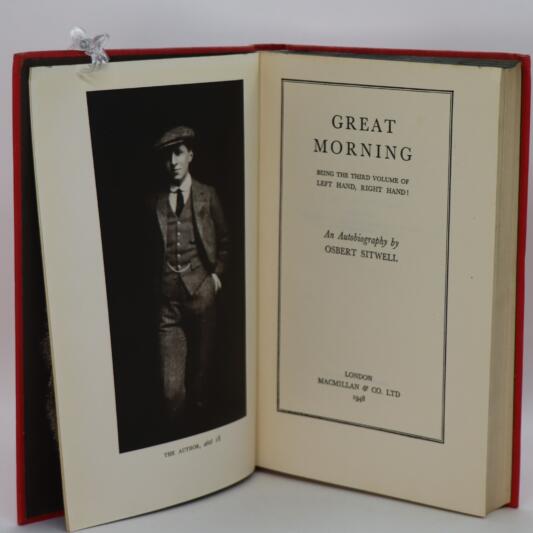 THE AUTHOR, ætat 18
GREAT
MORNING
BEING THE THIRD VOLUME OF
LEFT HAND, RIGHT HAND!
An Autobiography by
OSBERT SITWELL
LONDON
MACMILLAN & CO. LTD
1948